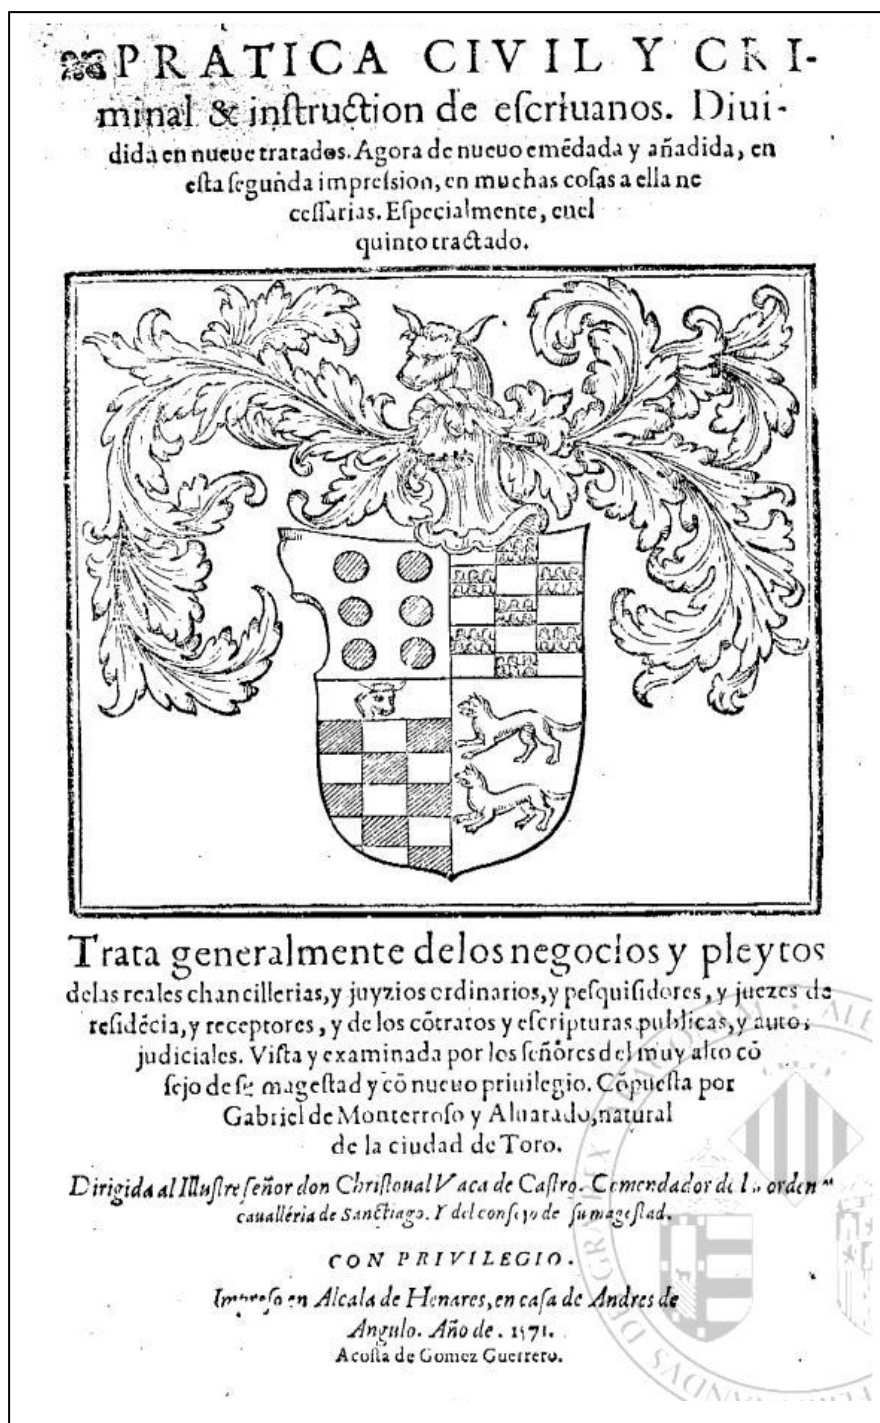 PRATICA CIVIL Y CRI-
minal & inſtruction de eſcriuanos. Diui-
dida en nueue tratados. Agora de nueuo emẽdada y añadida, en
eſta ſegunda impreſsion, en muchas coſas a ella ne
ceſſarias. Eſpecialmente, enel
quinto tractado.
Trata generalmente delos negocios y pleytos
delas reales chancillerias, y juyzios ordinarios, y peſquiſidores, y juezes de
reſidẽcia, y receptores, y de los cõtratos y eſcripturas publicas, y autos
judiciales. Viſta y examinada por los ſeñores del muy alto cõ
ſejo de ſu mageſtad y cõ nueuo priuilegio. Cõpueſta por
Gabriel de Monterroſo y Aluarado, natural
de la ciudad de Toro.
Dirigida al Illuſtre ſeñor don Chriſtoual Vaca de Caſtro. Comendador de la orden
caualleria de Sanctiago. Y del conſejo de ſu mageſtad.
CON PRIVILEGIO.
Impreſo en Alcala de Henares, en caſa de Andres de
Angulo. Año de. 1571.
Acoſta de Gomez Guerrero.